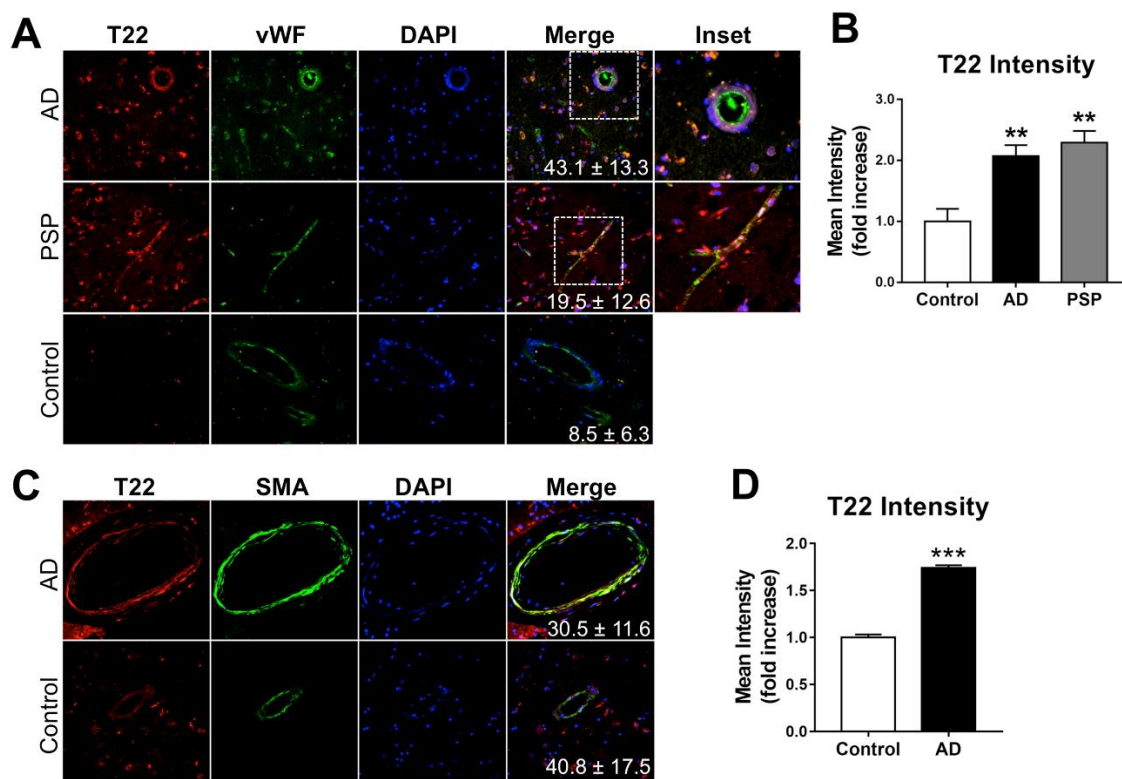 A
T22 vWF DAPI Merge Inset
AD
43.1 ± 13.3
PSP
19.5 ± 12.6
Control
8.5 ± 6.3
B
T22 Intensity
Mean Intensity
(fold increase)
3.0
2.0
1.0
0.0
**
**
Control AD PSP
C
T22 SMA DAPI Merge
AD
30.5 ± 11.6
Control
40.8 ± 17.5
D
T22 Intensity
Mean Intensity
(fold increase)
2.0
1.5
1.0
0.5
0.0
***
Control AD